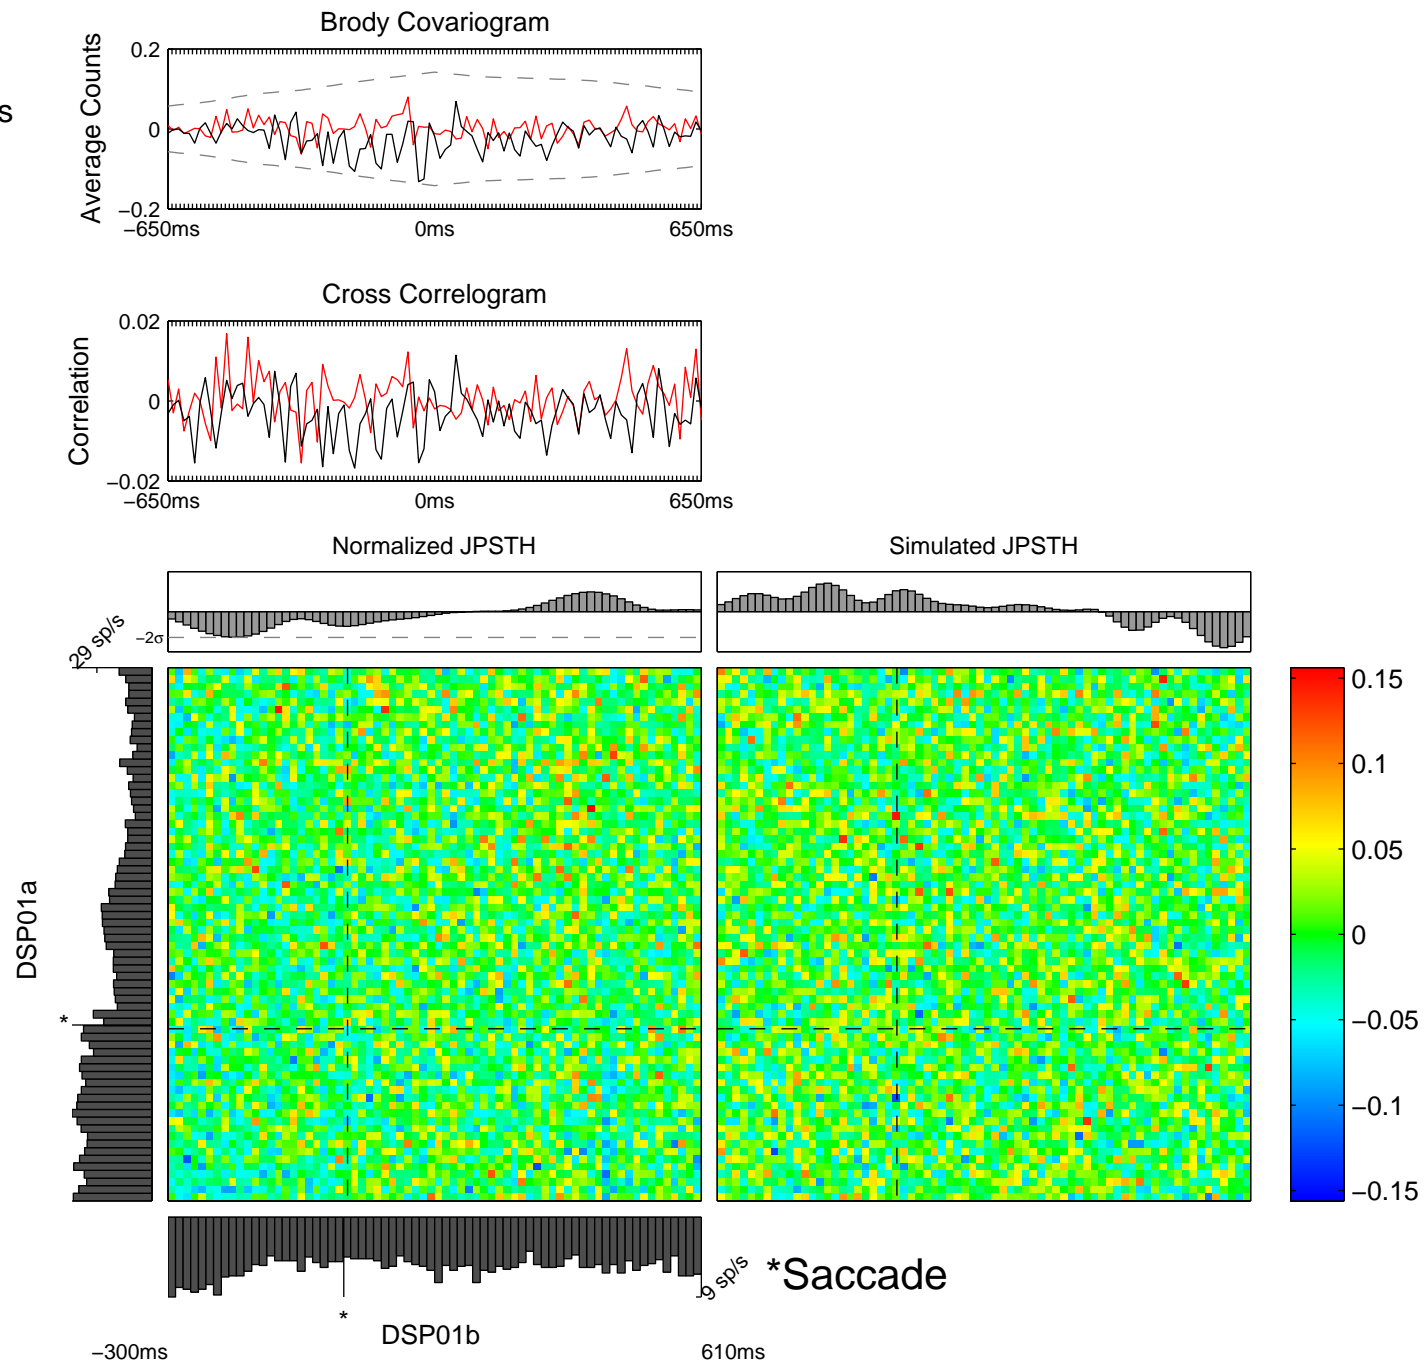 Brody Covariogram
s
Average Counts
0.2
0
−0.2
−650ms
0ms
650ms
Cross Correlogram
Correlation
0.02
0
−0.02
−650ms
0ms
650ms
Normalized JPSTH
Simulated JPSTH
−2σ
29 sp/s
DSP01a
*
0.15
0.1
0.05
0
−0.05
−0.1
−0.15
9 sp/s
*Saccade
*
DSP01b
−300ms
610ms